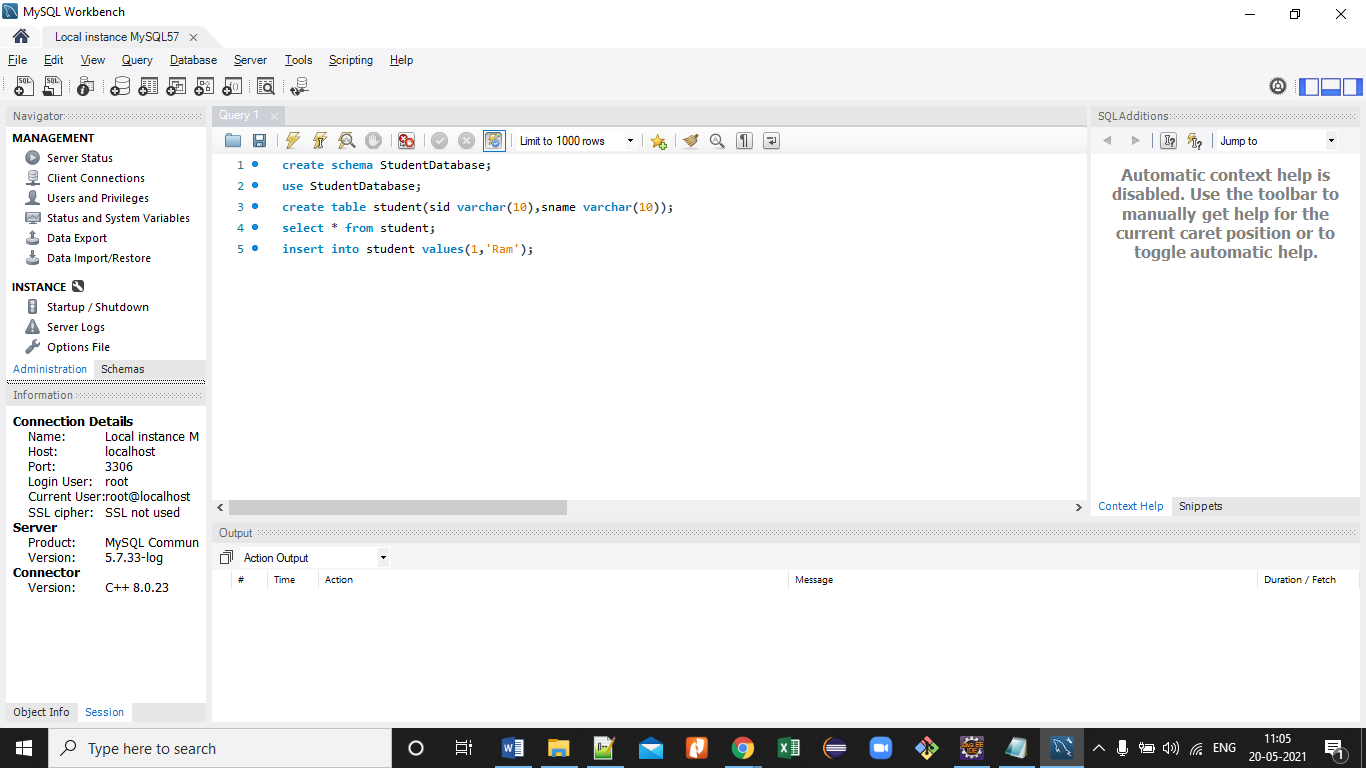 MySQL Workbench
Local instance MySQL57
File Edit View Query Database Server Tools Scripting Help
Navigator
MANAGEMENT
Server Status
Client Connections
Users and Privileges
Status and System Variables
Data Export
Data Import/Restore
INSTANCE
Startup / Shutdown
Server Logs
Options File
Administration Schemas
Information
Connection Details
Name: Local instance M
Host: localhost
Port: 3306
Login User: root
Current User:root@localhost
SSL cipher: SSL not used
Server
Product: MySQL Commun
Version: 5.7.33-log
Connector
Version: C++ 8.0.23
Object Info Session
Query 1
Limit to 1000 rows
1 create schema StudentDatabase;
2 use StudentDatabase;
3 create table student(sid varchar(10),sname varchar(10));
4 select * from student;
5 insert into student values(1,'Ram');
Output
Action Output
# Time Action Message Duration / Fetch
SQLAdditions
Jump to
Automatic context help is
disabled. Use the toolbar to
manually get help for the
current caret position or to
toggle automatic help.
Context Help Snippets
Type here to search
ENG
11:05
20-05-2021
1